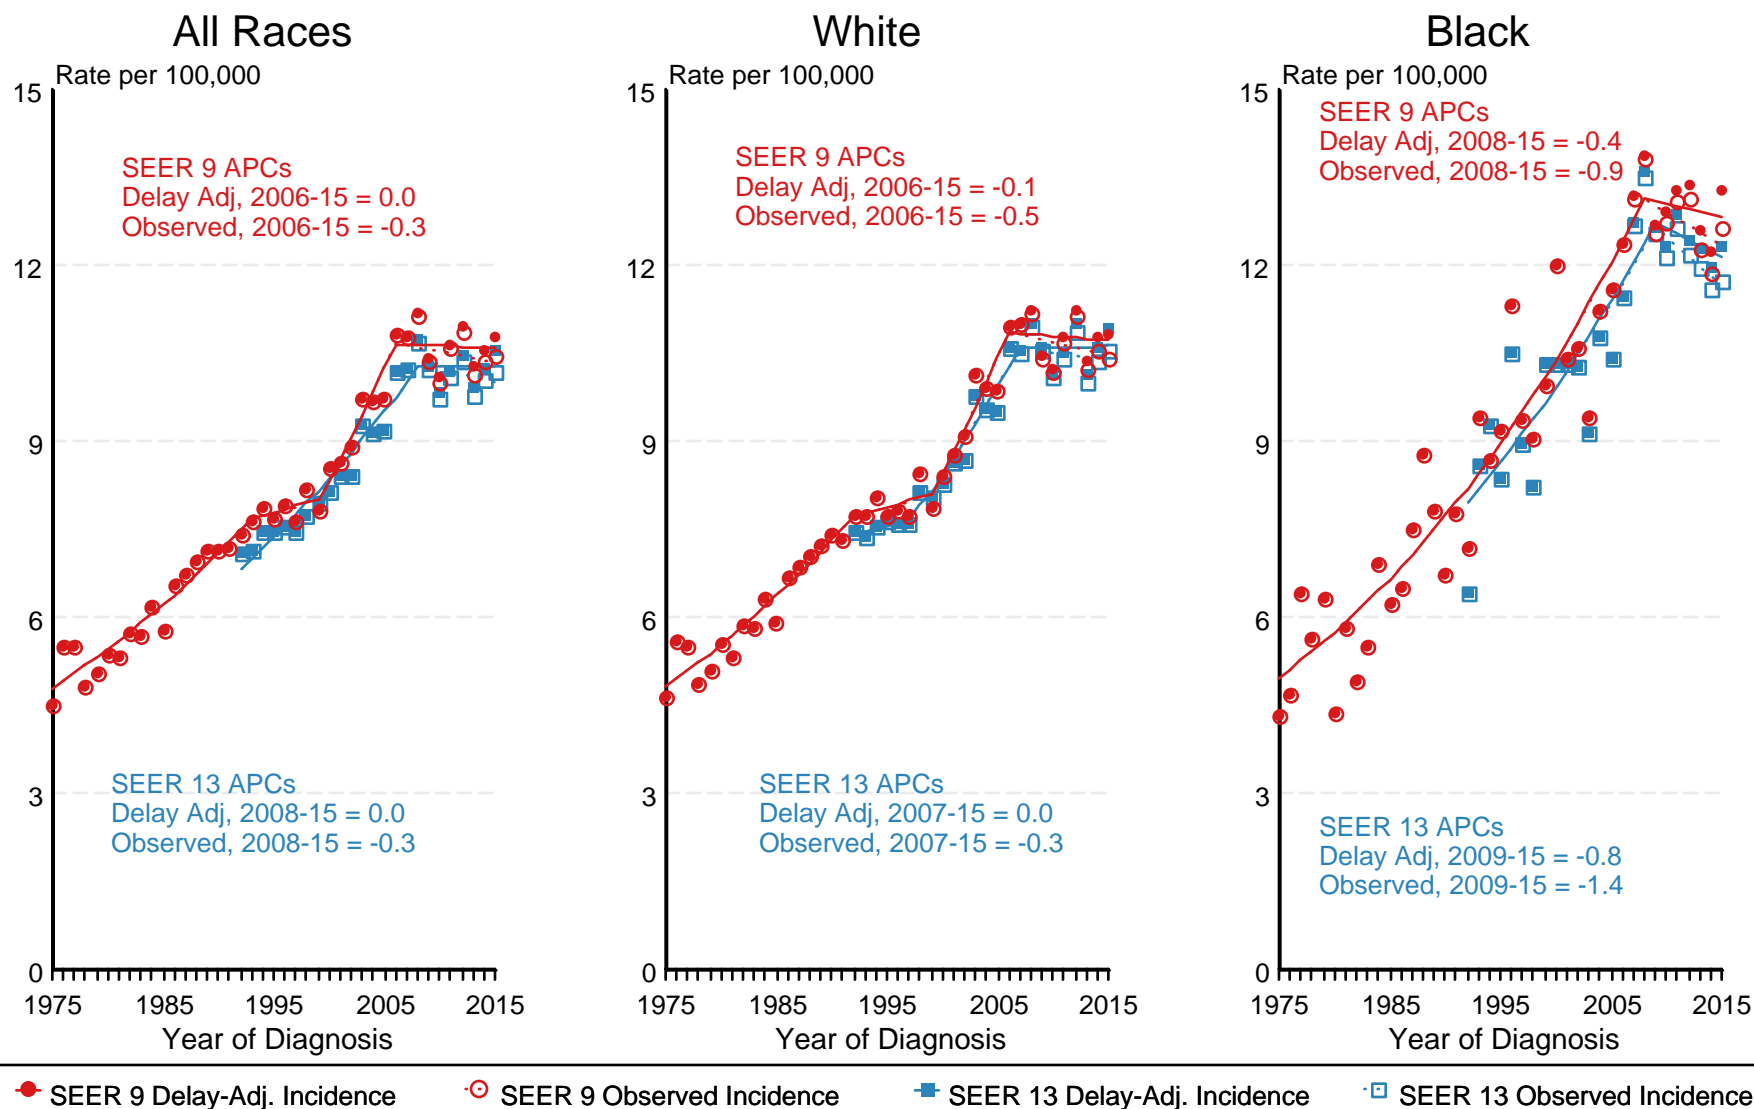 All Races
White
Black
Rate per 100,000
Rate per 100,000
Rate per 100,000
15
12
9
6
3
0
SEER 9 APCs
Delay Adj, 2006-15 = 0.0
Observed, 2006-15 = -0.3
SEER 13 APCs
Delay Adj, 2008-15 = 0.0
Observed, 2008-15 = -0.3
1975 1985 1995 2005 2015
Year of Diagnosis
15
12
9
6
3
0
SEER 9 APCs
Delay Adj, 2006-15 = -0.1
Observed, 2006-15 = -0.5
SEER 13 APCs
Delay Adj, 2007-15 = 0.0
Observed, 2007-15 = -0.3
1975 1985 1995 2005 2015
Year of Diagnosis
15
12
9
6
3
0
SEER 9 APCs
Delay Adj, 2008-15 = -0.4
Observed, 2008-15 = -0.9
SEER 13 APCs
Delay Adj, 2009-15 = -0.8
Observed, 2009-15 = -1.4
1975 1985 1995 2005 2015
Year of Diagnosis
SEER 9 Delay-Adj. Incidence
SEER 9 Observed Incidence
SEER 13 Delay-Adj. Incidence
SEER 13 Observed Incidence